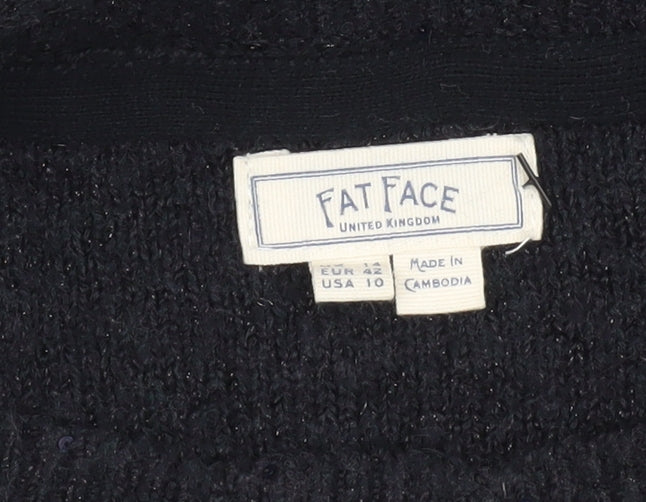 FAT FACE
UNITED KINGDOM
EUR 42
USA 10
MADE IN
CAMBODIA